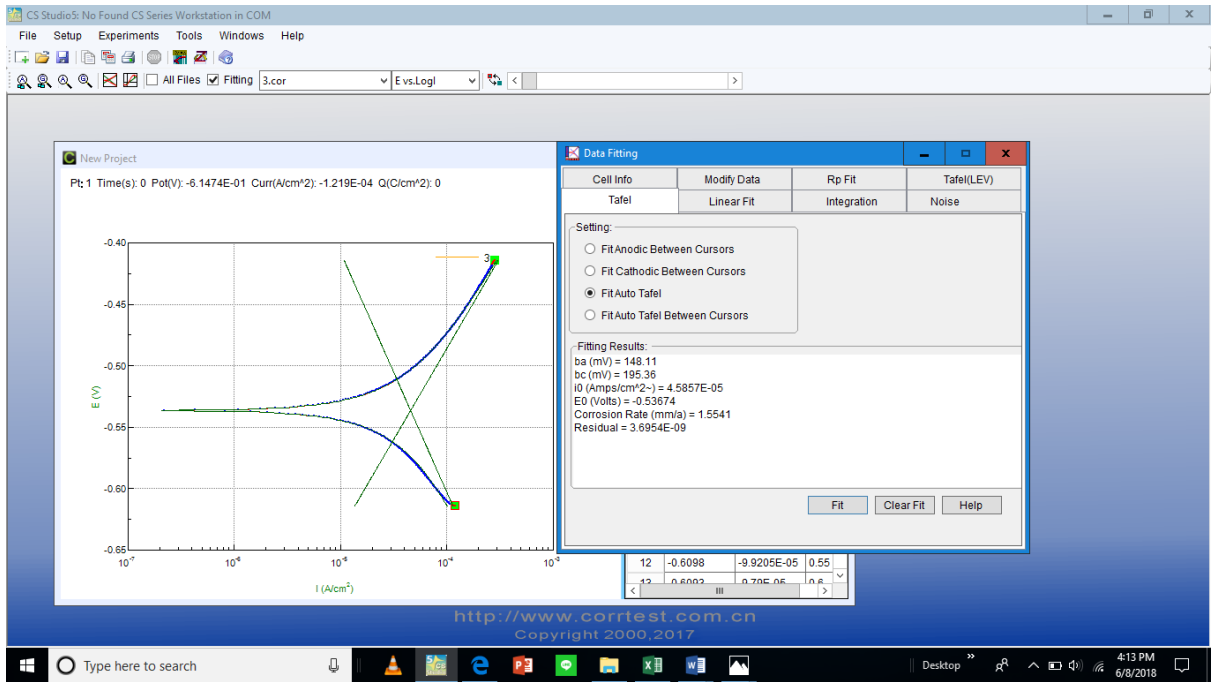 CS Studio5: No Found CS Series Workstation in COM
File Setup Experiments Tools Windows Help
All Files Fitting 3.cor E vs.LogI
New Project
Pt: 1 Time(s): 0 Pot(V): -6.1474E-01 Curr(A/cm^2): -1.219E-04 Q(C/cm^2): 0
3
-0.40
-0.45
-0.50
-0.55
-0.60
-0.65
E (V)
10^-7 10^-6 10^-5 10^-4 10^-3
I (A/cm²)
Data Fitting
Cell Info Modify Data Rp Fit Tafel(LEV)
Tafel Linear Fit Integration Noise
Setting:
Fit Anodic Between Cursors
Fit Cathodic Between Cursors
Fit Auto Tafel
Fit Auto Tafel Between Cursors
Fitting Results:
ba (mV) = 148.11
bc (mV) = 195.36
i0 (Amps/cm^2~) = 4.5857E-05
E0 (Volts) = -0.53674
Corrosion Rate (mm/a) = 1.5541
Residual = 3.6954E-09
Fit Clear Fit Help
12 -0.6098 -9.9205E-05 0.55
13 -0.6093 -9.79E-05 0.6
http://www.corrtest.com.cn
Copyright 2000,2017
Type here to search
Desktop
4:13 PM
6/8/2018